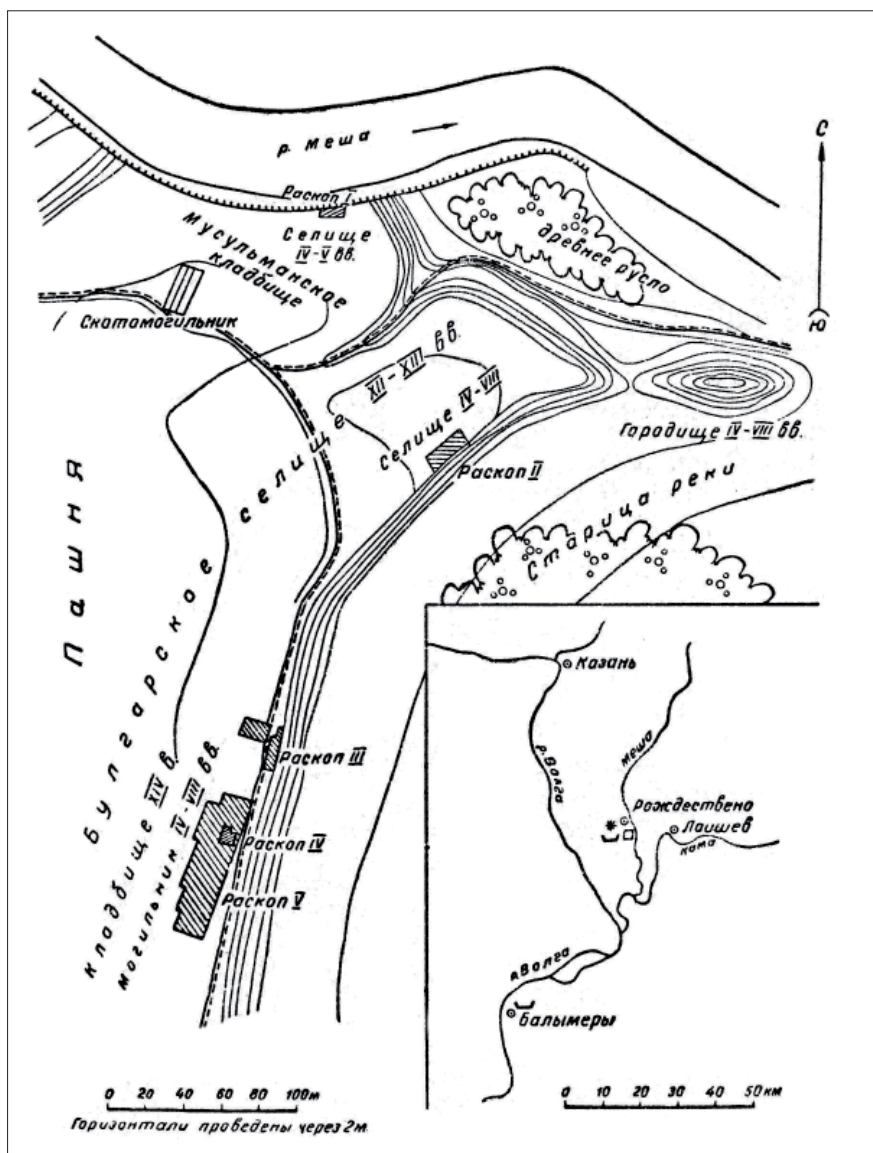 р. Меша
С
Ю
Раскоп I
Селище
IV-V вв.
Мусульманское
кладбище
древнее русло
Скотомогильник
Булгарское селище XII-XIII вв.
Селище IV-VIII
Раскоп II
Городище IV-VIII вв.
Старица реки
Пашня
Раскоп III
Раскоп IV
Раскоп V
кладбище XIV в.
могильник IV-VIII вв.
Казань
р. Волга
Меша
Рождествено
Лаишев
Кама
р. Волга
Балымеры
0 20 40 60 80 100м
Горизонтали проведены через 2м.
0 10 20 30 40 50 км